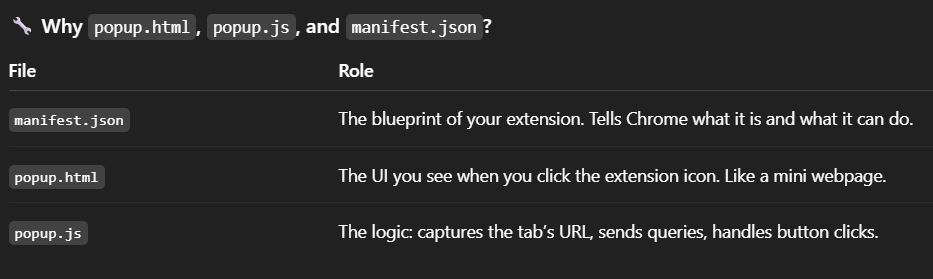 🔧 Why popup.html, popup.js, and manifest.json?
File Role
manifest.json The blueprint of your extension. Tells Chrome what it is and what it can do.
popup.html The UI you see when you click the extension icon. Like a mini webpage.
popup.js The logic: captures the tab’s URL, sends queries, handles button clicks.